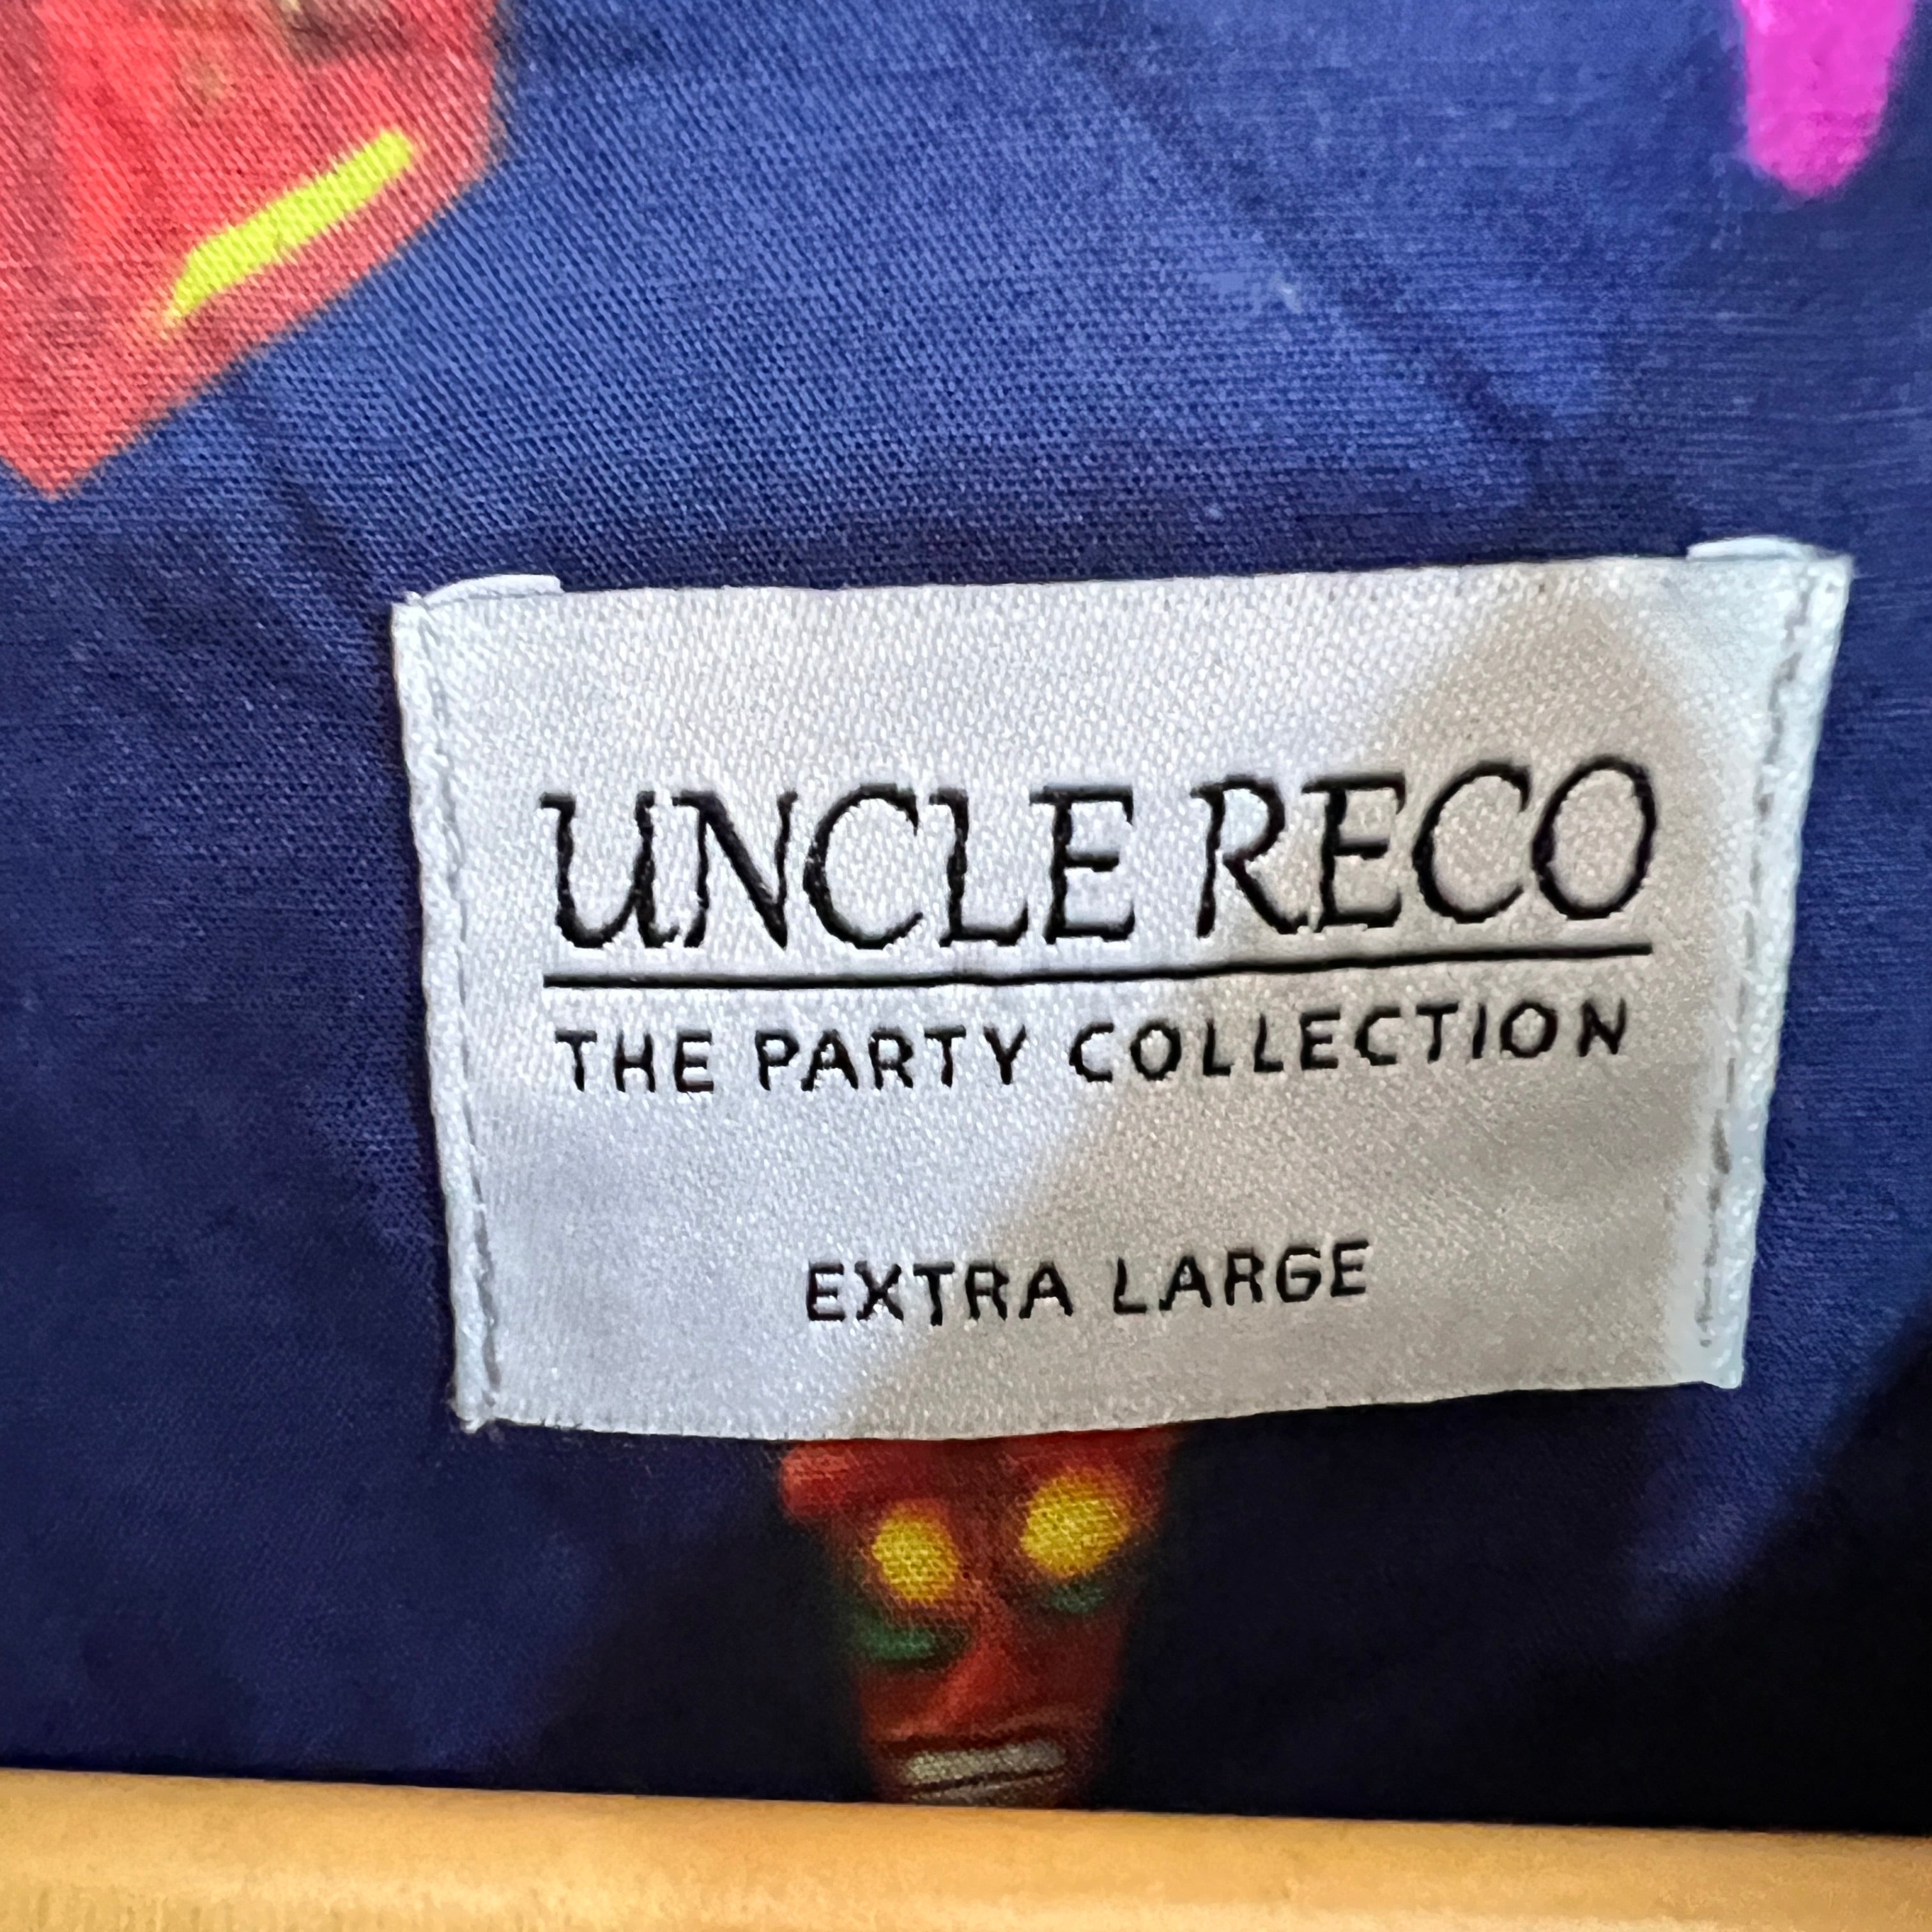 UNCLE RECO
THE PARTY COLLECTION
EXTRA LARGE